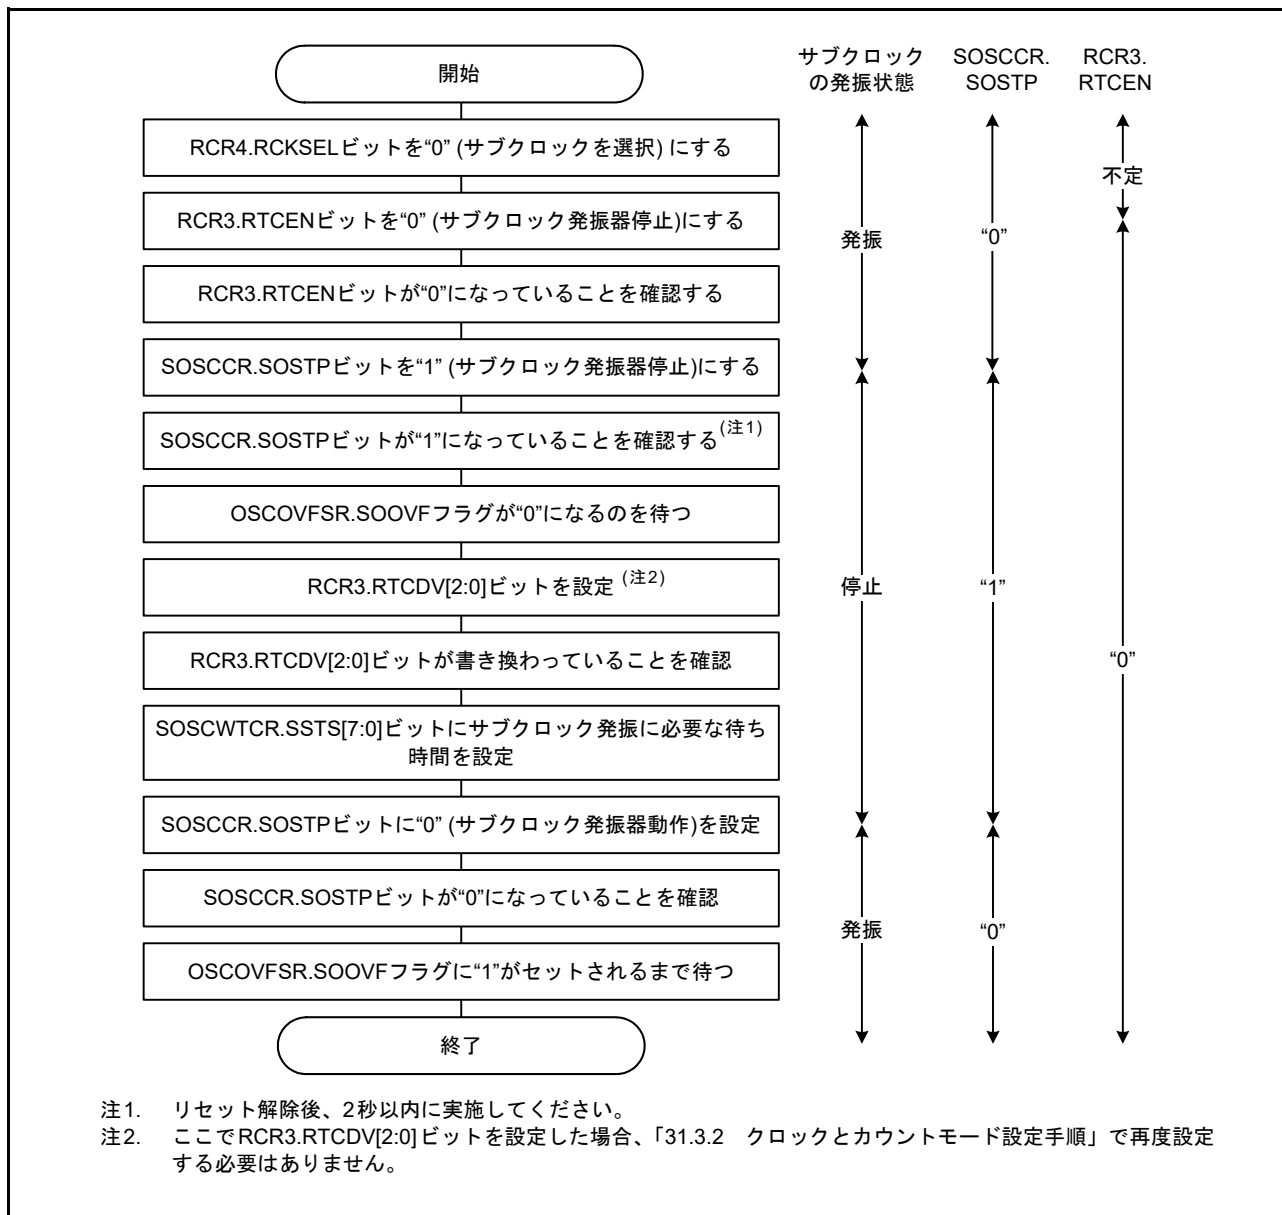 開始
サブクロック
の発振状態
SOSCCR.
SOSTP
RCR3.
RTCEN
RCR4.RCKSELビットを“0” (サブクロックを選択) にする
不定
RCR3.RTCENビットを“0” (サブクロック発振器停止)にする
発振
“0”
RCR3.RTCENビットが“0”になっていることを確認する
SOSCCR.SOSTPビットを“1” (サブクロック発振器停止)にする
SOSCCR.SOSTPビットが“1”になっていることを確認する(注1)
OSCOVFSR.SOOVFフラグが“0”になるのを待つ
RCR3.RTCDV[2:0]ビットを設定 (注2)
停止
“1”
RCR3.RTCDV[2:0]ビットが書き換わっていることを確認
“0”
SOSCWTCR.SSTS[7:0]ビットにサブクロック発振に必要な待ち
時間を設定
SOSCCR.SOSTPビットに“0” (サブクロック発振器動作)を設定
SOSCCR.SOSTPビットが“0”になっていることを確認
発振
“0”
OSCOVFSR.SOOVFフラグに“1”がセットされるまで待つ
終了
注1. リセット解除後、2秒以内に実施してください。
注2. ここでRCR3.RTCDV[2:0]ビットを設定した場合、「31.3.2 クロックとカウントモード設定手順」で再度設定
する必要はありません。